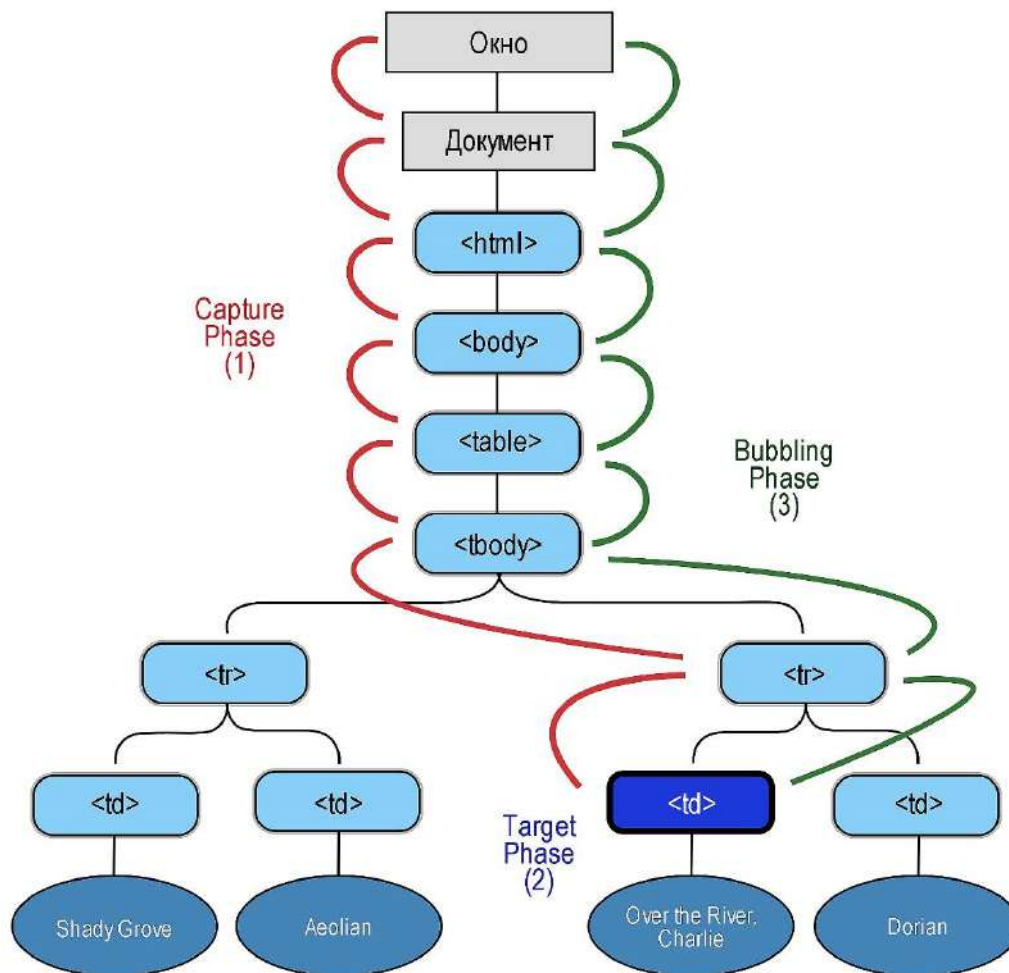 Окно
Документ
<html>
Capture
Phase
(1)
<body>
<table>
Bubbling
Phase
(3)
<tbody>
<tr>
<tr>
<td>
<td>
<td>
<td>
Target
Phase
(2)
Shady Grove
Aeolian
Over the River,
Charlie
Dorian